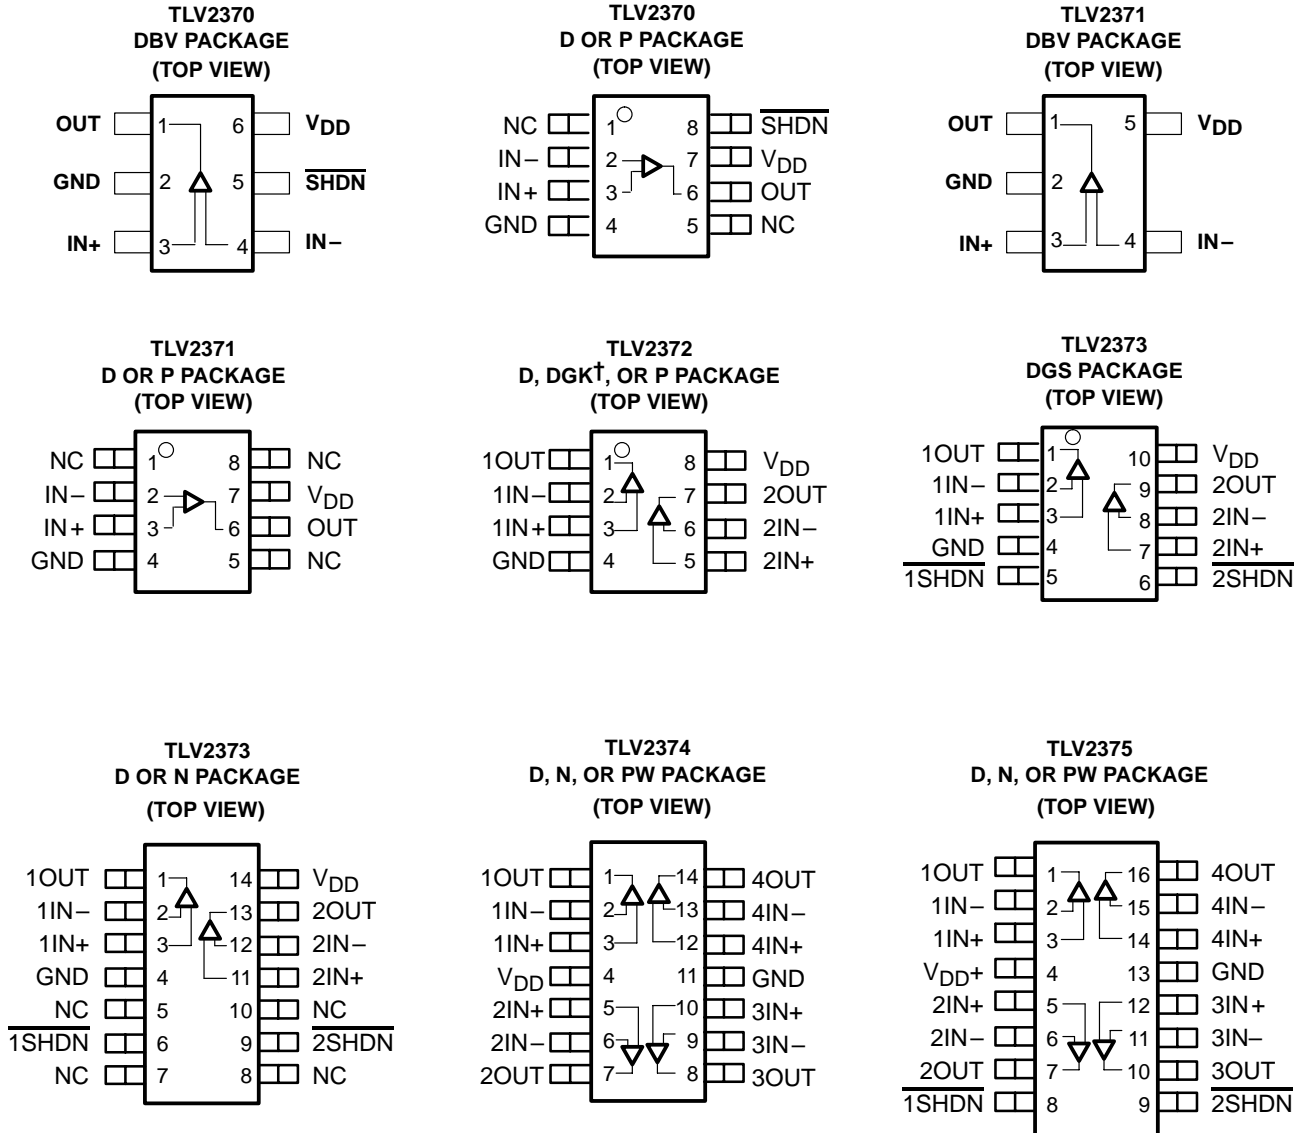 TLV2370
DBV PACKAGE
(TOP VIEW)
OUT 1 6 VDD
GND 2 5 SHDN
IN+ 3 4 IN−
TLV2370
D OR P PACKAGE
(TOP VIEW)
NC 1 8 SHDN
IN− 2 7 VDD
IN+ 3 6 OUT
GND 4 5 NC
TLV2371
DBV PACKAGE
(TOP VIEW)
OUT 1 5 VDD
GND 2
IN+ 3 4 IN−
TLV2371
D OR P PACKAGE
(TOP VIEW)
NC 1 8 NC
IN− 2 7 VDD
IN+ 3 6 OUT
GND 4 5 NC
TLV2372
D, DGK†, OR P PACKAGE
(TOP VIEW)
1OUT 1 8 VDD
1IN− 2 7 2OUT
1IN+ 3 6 2IN−
GND 4 5 2IN+
TLV2373
DGS PACKAGE
(TOP VIEW)
1OUT 1 10 VDD
1IN− 2 9 2OUT
1IN+ 3 8 2IN−
GND 4 7 2IN+
1SHDN 5 6 2SHDN
TLV2373
D OR N PACKAGE
(TOP VIEW)
1OUT 1 14 VDD
1IN− 2 13 2OUT
1IN+ 3 12 2IN−
GND 4 11 2IN+
NC 5 10 NC
1SHDN 6 9 2SHDN
NC 7 8 NC
TLV2374
D, N, OR PW PACKAGE
(TOP VIEW)
1OUT 1 14 4OUT
1IN− 2 13 4IN−
1IN+ 3 12 4IN+
VDD 4 11 GND
2IN+ 5 10 3IN+
2IN− 6 9 3IN−
2OUT 7 8 3OUT
TLV2375
D, N, OR PW PACKAGE
(TOP VIEW)
1OUT 1 16 4OUT
1IN− 2 15 4IN−
1IN+ 3 14 4IN+
VDD+ 4 13 GND
2IN+ 5 12 3IN+
2IN− 6 11 3IN−
2OUT 7 10 3OUT
1SHDN 8 9 2SHDN